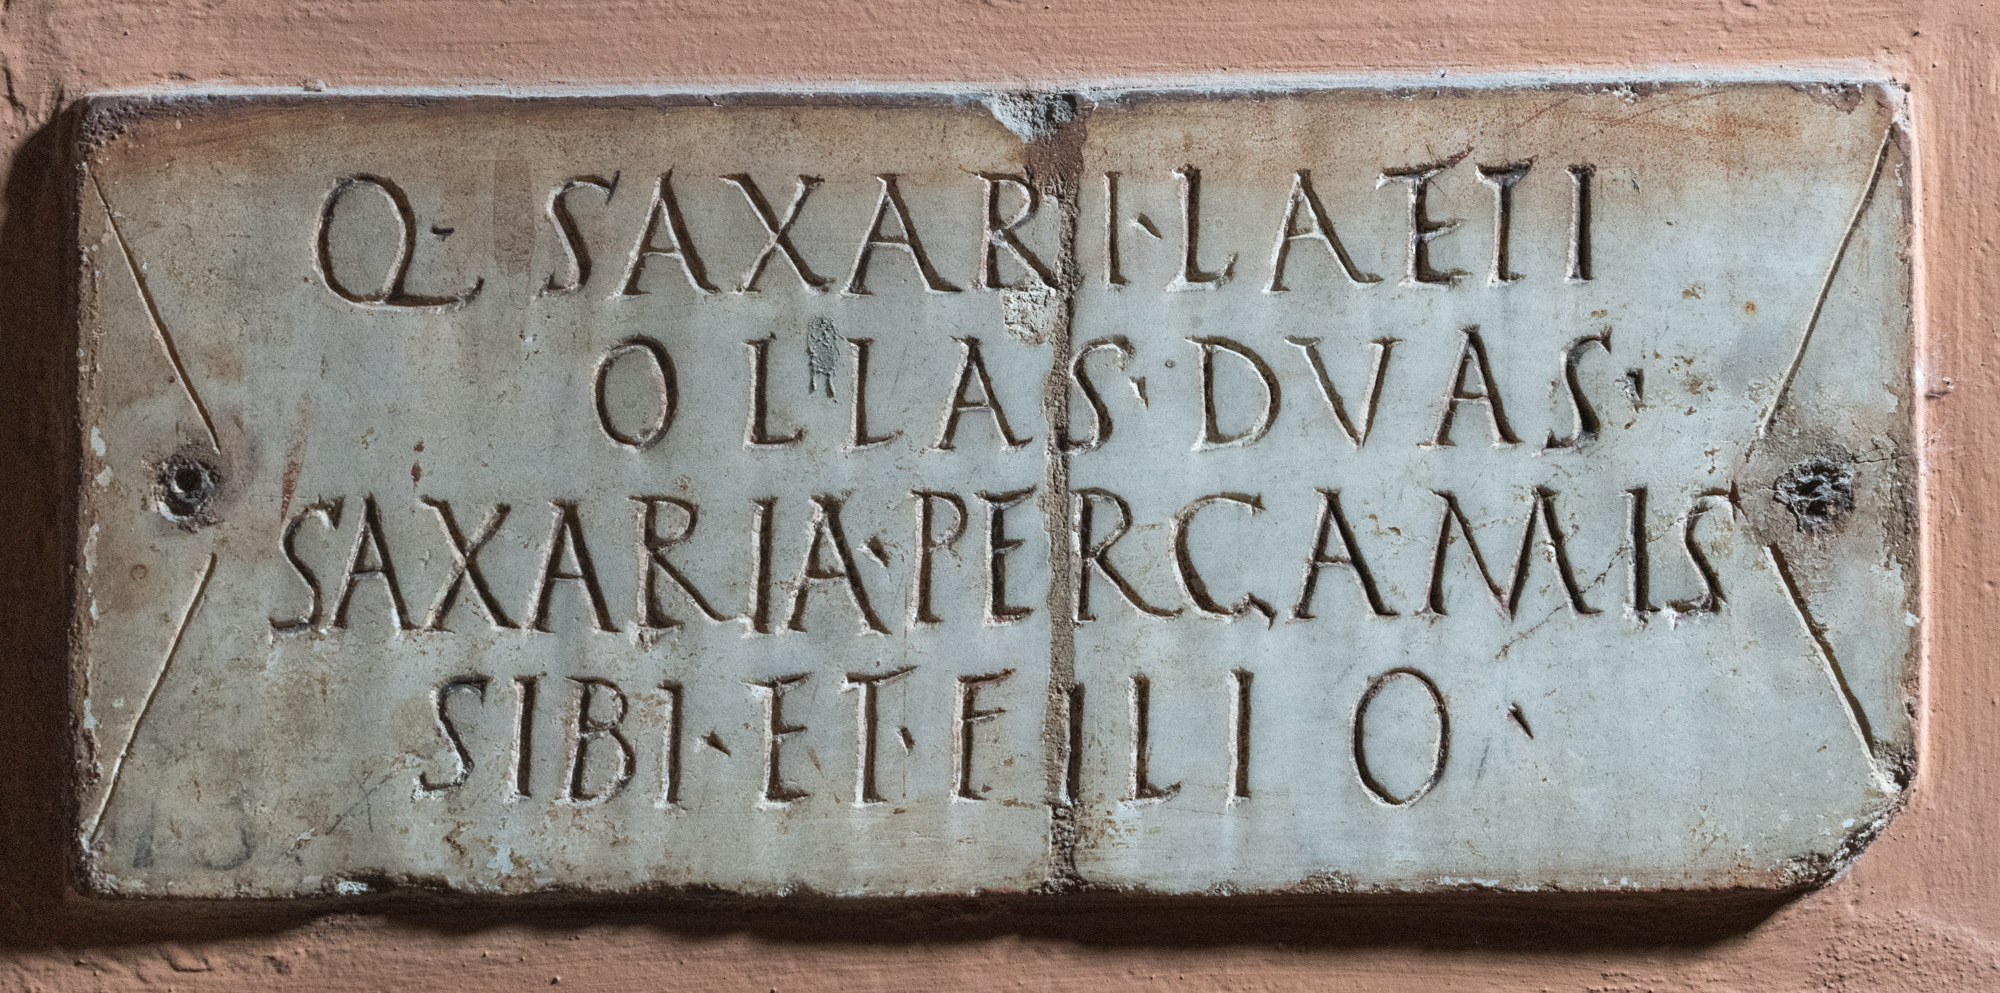 Q· SAXARI·LAETI
OLLAS·DVAS·
SAXARIA·PERGAMIS
SIBI·ET·FILIO·